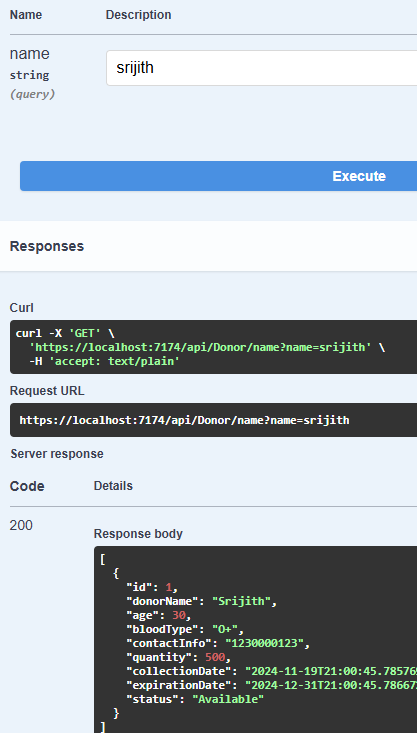 Name Description
name
string
(query)
srijith
Execute
Responses
Curl
curl -X 'GET' \
'https://localhost:7174/api/Donor/name?name=srijith' \
-H 'accept: text/plain'
Request URL
https://localhost:7174/api/Donor/name?name=srijith
Server response
Code Details
200
Response body
[
{
"id": 1,
"donorName": "Srijith",
"age": 30,
"bloodType": "O+",
"contactInfo": "1230000123",
"quantity": 500,
"collectionDate": "2024-11-19T21:00:45.78576
"expirationDate": "2024-12-31T21:00:45.78667
"status": "Available"
}
]